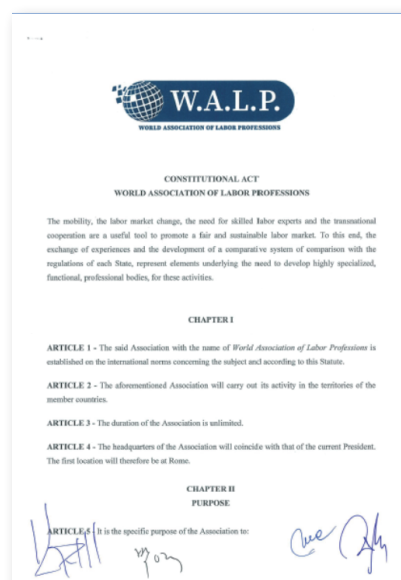 W.A.L.P.
WORLD ASSOCIATION OF LABOR PROFESSIONS
CONSTITUTIONAL ACT
WORLD ASSOCIATION OF LABOR PROFESSIONS
The mobility, the labor market change, the need for skilled labor experts and the transnational
cooperation are a useful tool to promote a fair and sustainable labor market. To this end, the
exchange of experiences and the development of a comparative system of comparison with the
regulations of each State, represent elements underlying the need to develop highly specialized,
functional, professional bodies, for these activities.
CHAPTER I
ARTICLE 1 - The said Association with the name of World Association of Labor Professions is
established on the international norms concerning the subject and according to this Statute.
ARTICLE 2 – The aforementioned Association will carry out its activity in the territories of the
member countries.
ARTICLE 3 - The duration of the Association is unlimited.
ARTICLE 4 – The headquarters of the Association will coincide with that of the current President.
The first location will therefore be at Rome.
CHAPTER II
PURPOSE
ARTICLE 5 - It is the specific purpose of the Association to: